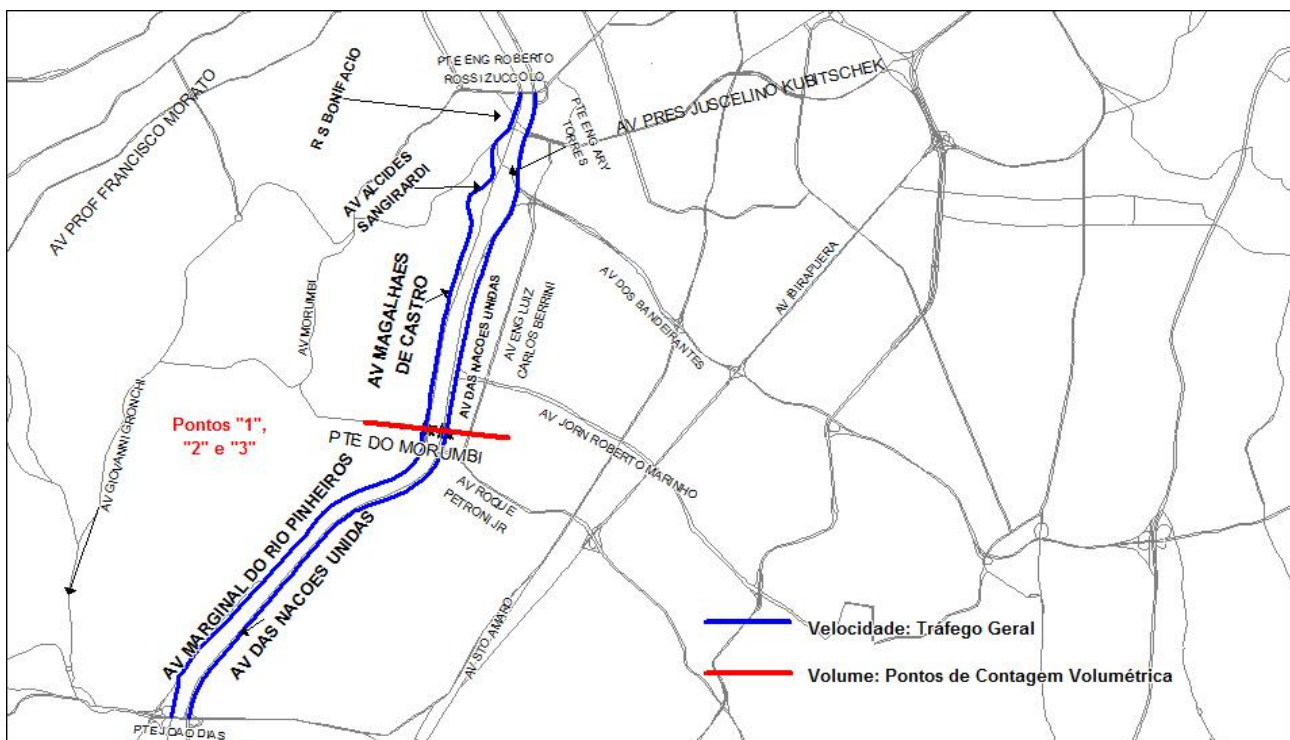 PTE ENG ROBERTO
ROSSI ZUCCOLO
R S BONIFACIO
AV PROF FRANCISCO MORATO
PTE ENG ARY
TORRES
AV PRES JUSCELINO KUBITSCHEK
AV ALCIDES
SANGIRARDI
AV MAGALHAES
DE CASTRO
AV MORUMBI
AV DAS NACOES UNIDAS
AV ENG LUIZ
CARLOS BERRINI
AV DOS BANDEIRANTES
AV IBIRAPUERA
AV GIOVANNI GRONCHI
Pontos "1",
"2" e "3"
PTE DO MORUMBI
AV JORN ROBERTO MARINHO
AV ROQUE
PETRONI JR
AV MARGINAL DO RIO PINHEIROS
AV DAS NACOES UNIDAS
AV STO AMARO
PTE JOAO DIAS
Velocidade: Tráfego Geral
Volume: Pontos de Contagem Volumétrica